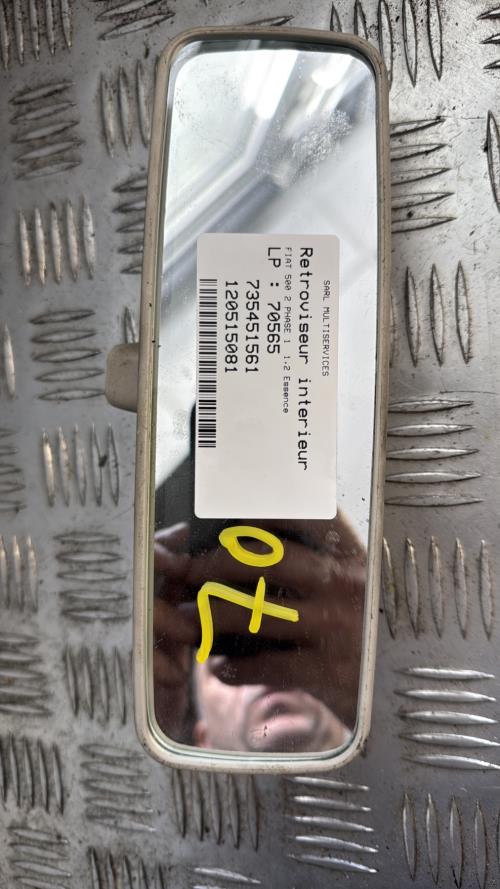 SARL MULTISERVICES
Retroviseur interieur
FIAT 500 2 PHASE 1 1.2 Essence
LP : 70565
735451561
120515081
70